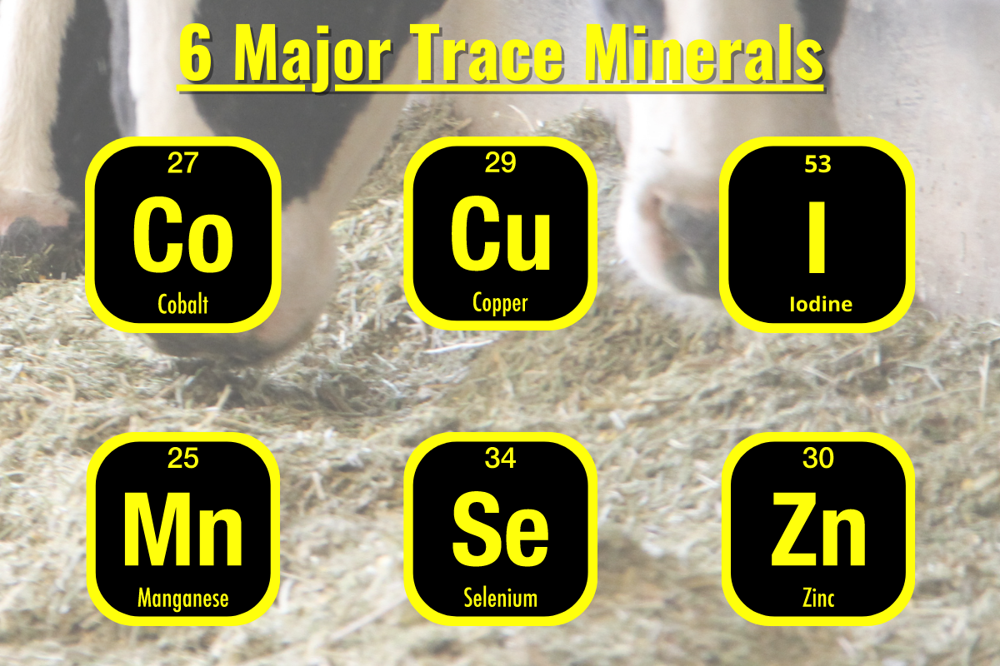 6 Major Trace Minerals
27
Co
Cobalt
29
Cu
Copper
53
I
Iodine
25
Mn
Manganese
34
Se
Selenium
30
Zn
Zinc